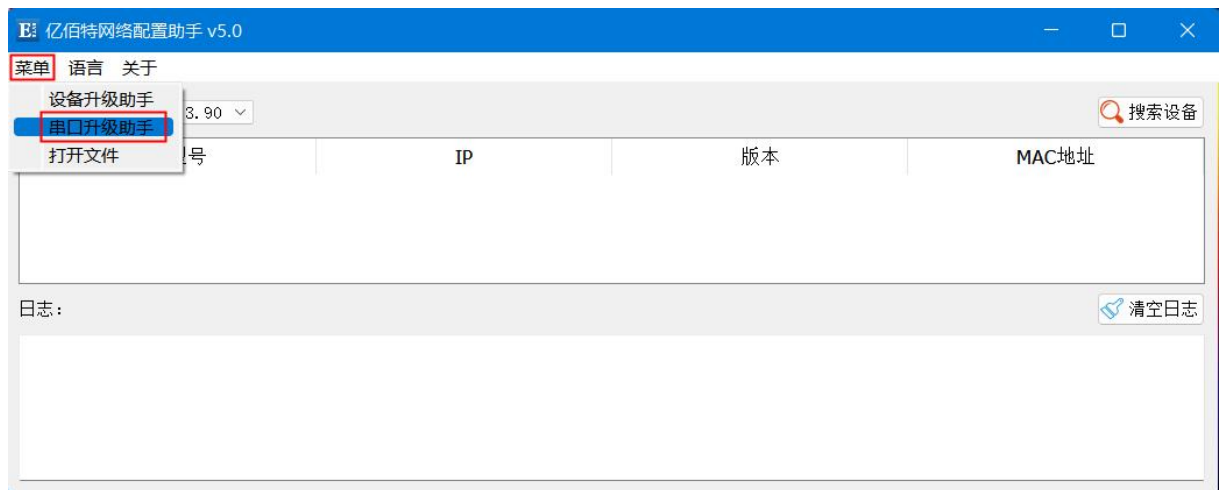 亿佰特网络配置助手 v5.0
菜单 语言 关于
设备升级助手
3.90 搜索设备
串口升级助手
打开文件 号 IP 版本 MAC地址
日志: 清空日志